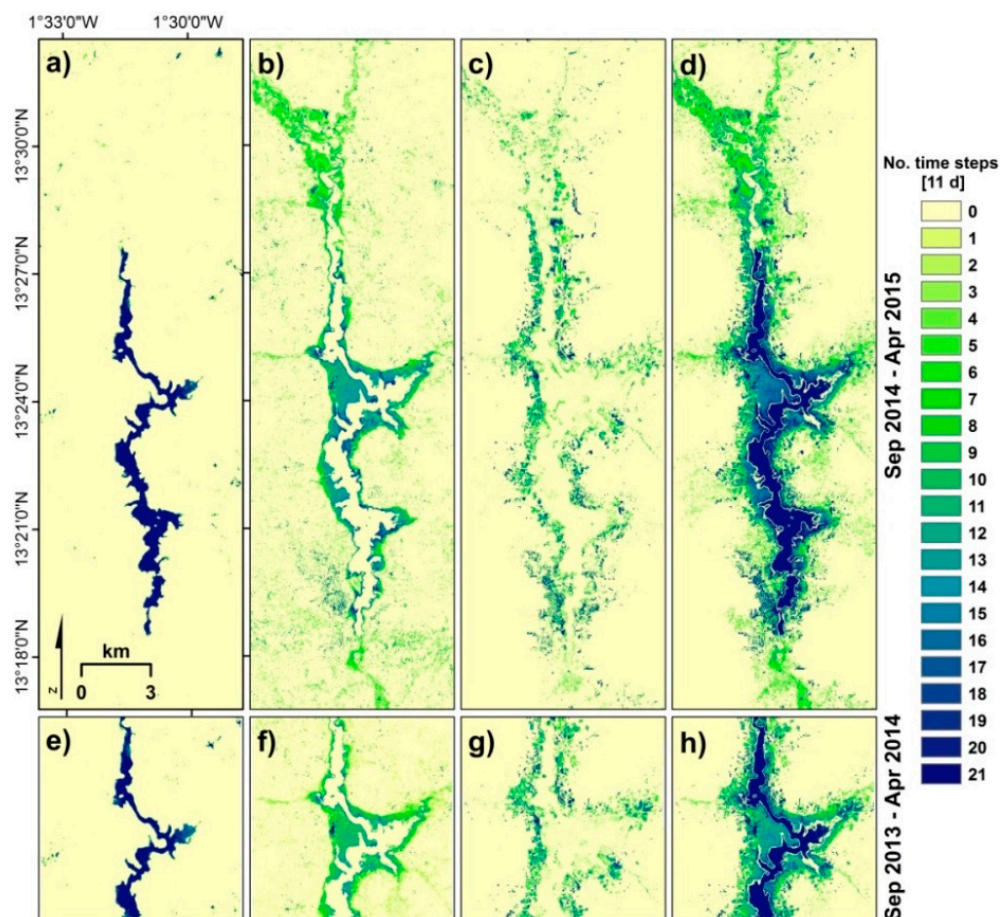 1°33'0"W 1°30'0"W
a) b) c) d)
13°30'0"N
13°27'0"N
13°24'0"N
13°21'0"N
13°18'0"N
km
0 3
N
Sep 2014 - Apr 2015
No. time steps
[11 d]
0
1
2
3
4
5
6
7
8
9
10
11
12
13
14
15
16
17
18
19
20
21
e) f) g) h)
Sep 2013 - Apr 2014